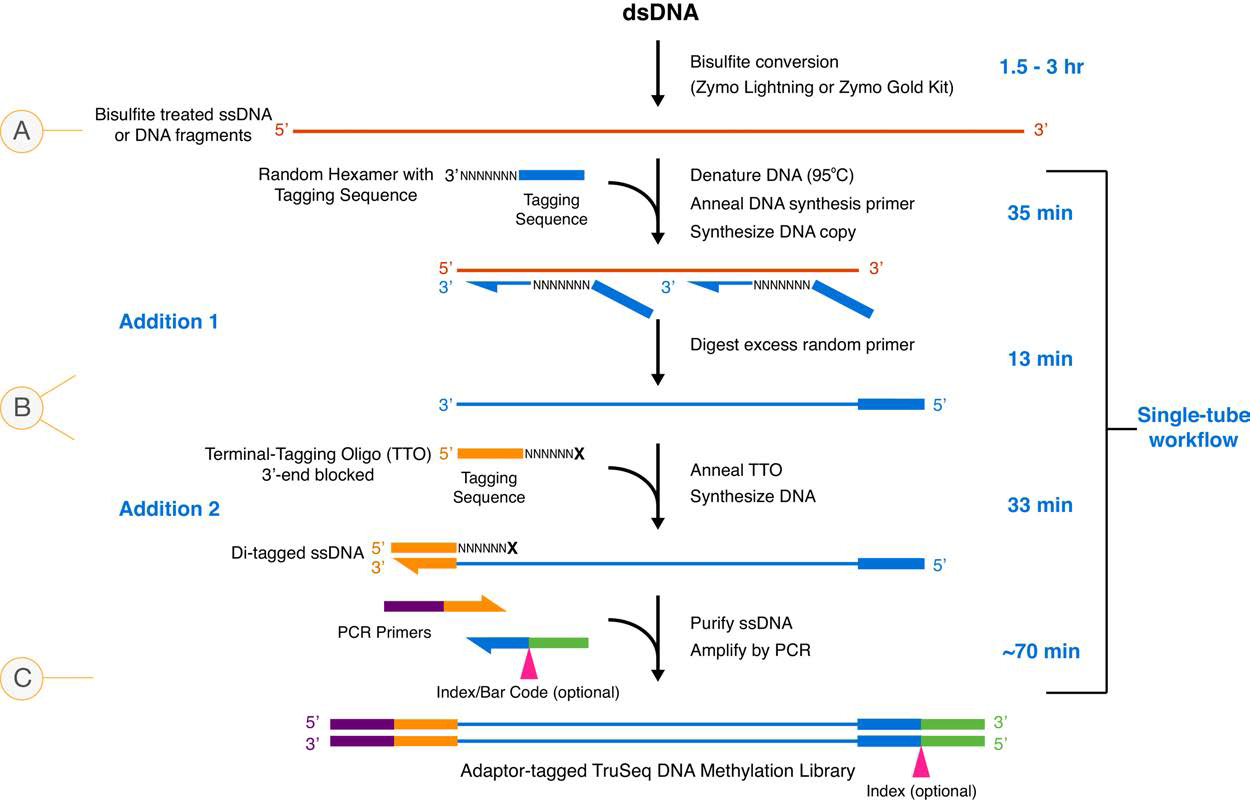 dsDNA
Bisulfite conversion
(Zymo Lightning or Zymo Gold Kit)
1.5 - 3 hr
A
Bisulfite treated ssDNA
or DNA fragments
5’
3’
Random Hexamer with
Tagging Sequence
3’NNNNNNN
Tagging
Sequence
Denature DNA (95°C)
Anneal DNA synthesis primer
Synthesize DNA copy
35 min
5’
3’
3’
NNNNNNN
3’
NNNNNNN
Addition 1
Digest excess random primer
13 min
B
3’
5’
Single-tube
workflow
Terminal-Tagging Oligo (TTO)
3’-end blocked
5’
NNNNNNX
Tagging
Sequence
Anneal TTO
Synthesize DNA
33 min
Addition 2
Di-tagged ssDNA
5’
NNNNNNX
3’
5’
PCR Primers
Purify ssDNA
Amplify by PCR
~70 min
C
Index/Bar Code (optional)
5’
3’
3’
5’
Adaptor-tagged TruSeq DNA Methylation Library
Index (optional)